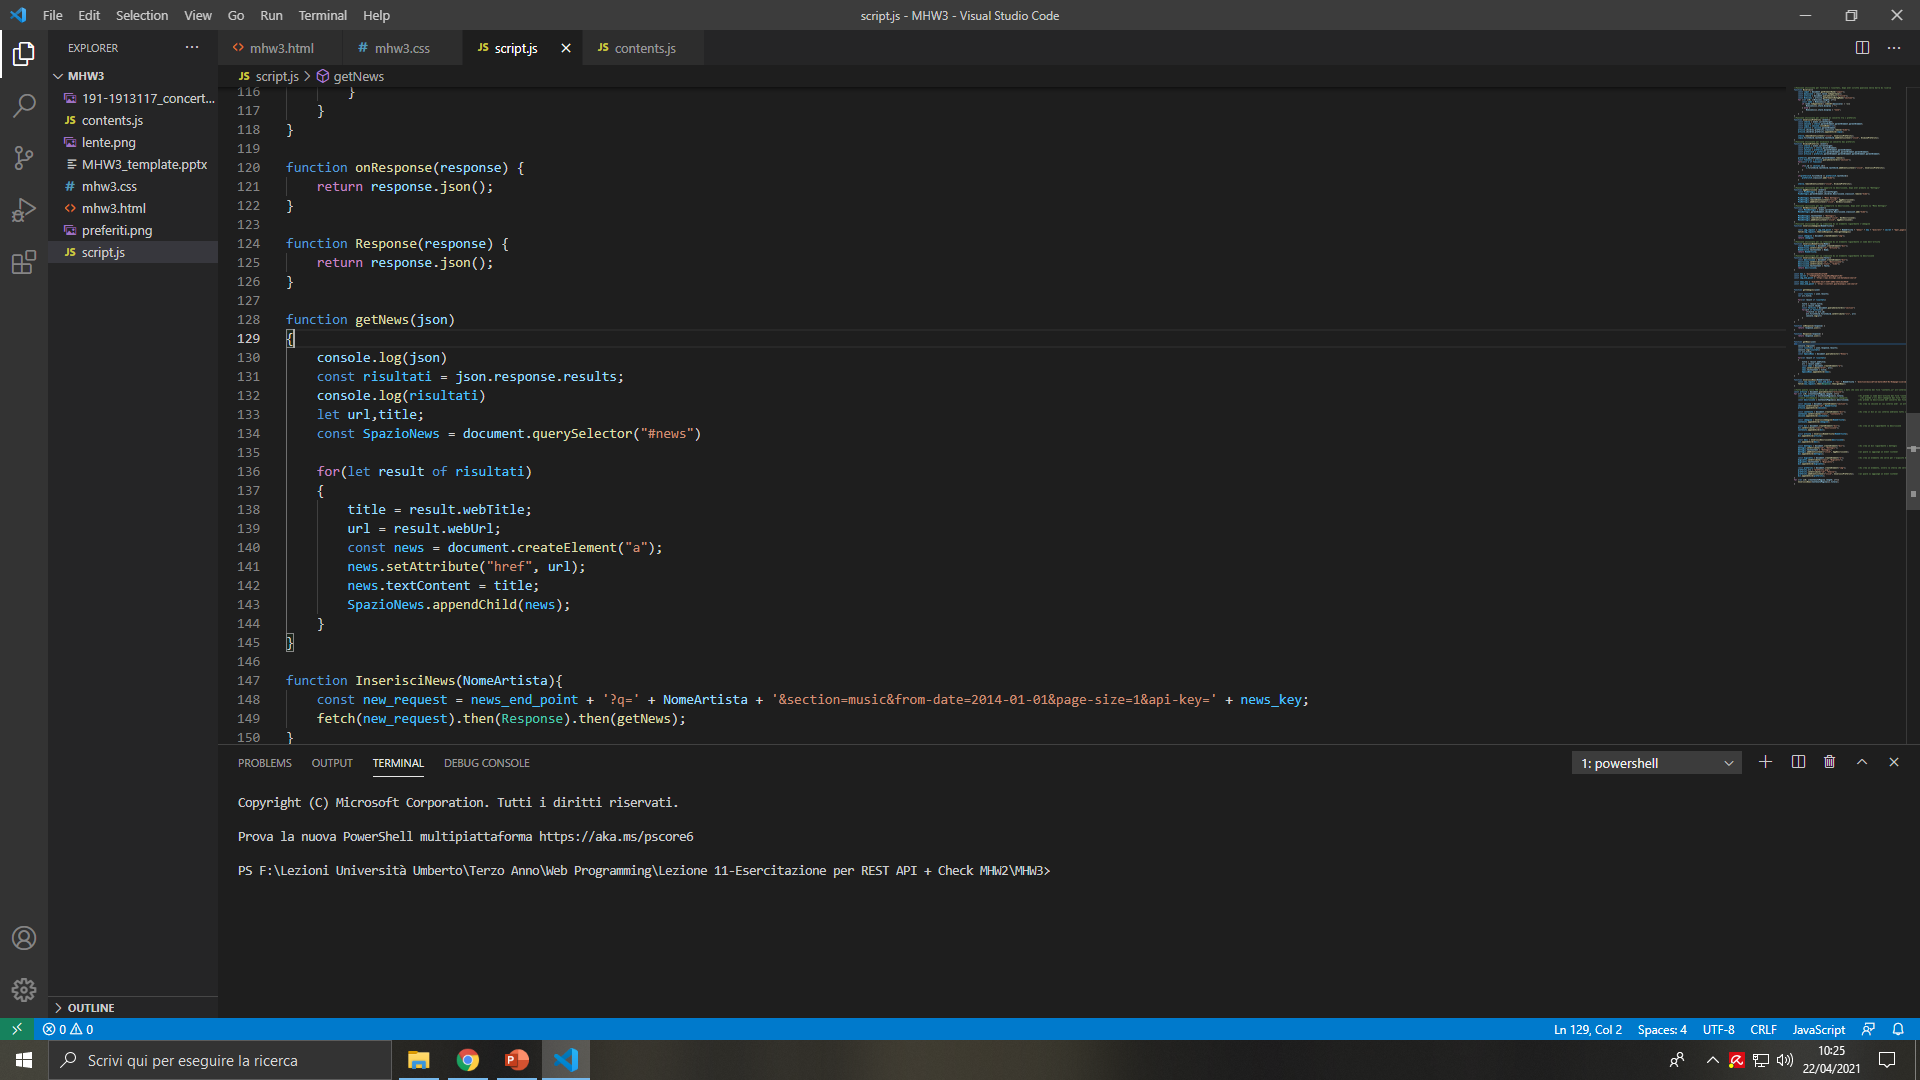 File Edit Selection View Go Run Terminal Help
script.js - MHW3 - Visual Studio Code
EXPLORER
mhw3.html
mhw3.css
JS script.js
JS contents.js
JS script.js > getNews
MHW3
191-1913117_concert...
JS contents.js
lente.png
MHW3_template.pptx
# mhw3.css
<> mhw3.html
preferiti.png
JS script.js
OUTLINE
116 }
117 }
118 }
119
120 function onResponse(response) {
121 return response.json();
122 }
123
124 function Response(response) {
125 return response.json();
126 }
127
128 function getNews(json)
129 {
130 console.log(json)
131 const risultati = json.response.results;
132 console.log(risultati)
133 let url,title;
134 const SpazioNews = document.querySelector("#news")
135
136 for(let result of risultati)
137 {
138 title = result.webTitle;
139 url = result.webUrl;
140 const news = document.createElement("a");
141 news.setAttribute("href", url);
142 news.textContent = title;
143 SpazioNews.appendChild(news);
144 }
145 }
146
147 function InserisciNews(NomeArtista){
148 const new_request = news_end_point + '?q=' + NomeArtista + '&section=music&from-date=2014-01-01&page-size=1&api-key=' + news_key;
149 fetch(new_request).then(Response).then(getNews);
150 }
PROBLEMS OUTPUT TERMINAL DEBUG CONSOLE
1: powershell
Copyright (C) Microsoft Corporation. Tutti i diritti riservati.
Prova la nuova PowerShell multipiattaforma https://aka.ms/pscore6
PS F:\Lezioni Università Umberto\Terzo Anno\Web Programming\Lezione 11-Esercitazione per REST API + Check MHW2\MHW3>
0 0
Ln 129, Col 2 Spaces: 4 UTF-8 CRLF JavaScript
Scrivi qui per eseguire la ricerca
10:25
22/04/2021